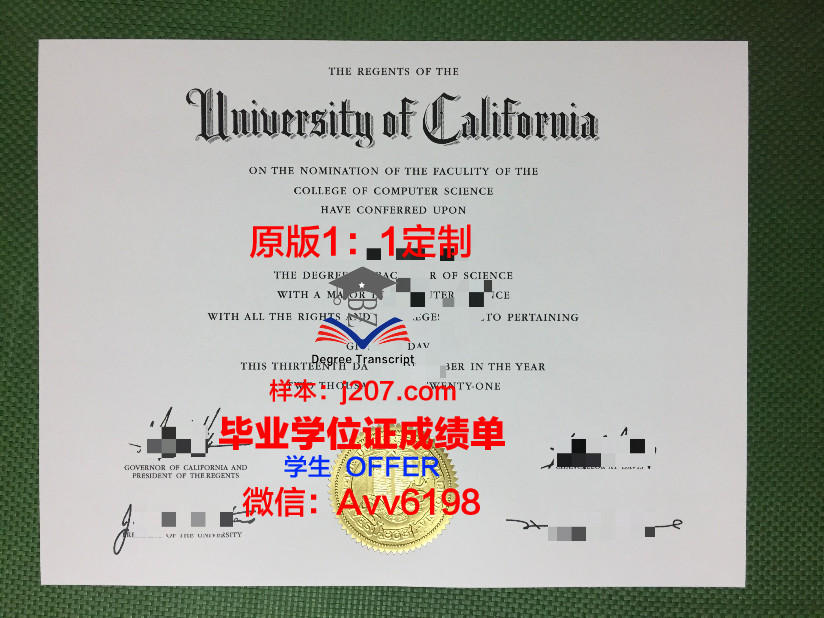 THE REGENTS OF THE
University of California
ON THE NOMINATION OF THE FACULITY OF THE
COLLEGE OF COMPUTER SCIENCE
HAVE CONFERRED UPON
原版1：1定制
THE DEGREE OF SCIENCE
WITH A MAJOR
WITH ALL THE RIGHTS AND TO PERTAINING
Degree Transcript
THIS THIRTEENTH IN THE YEAR
TWO TWENTY-ONE
样本：j207.com
毕业学位证成绩单
学生 OFFER
微信：Avv6198
GOVERNOR OF CALIFORNIA AND
PRESIDENT OF THE REGENTS
OF THE UNIVERSITY